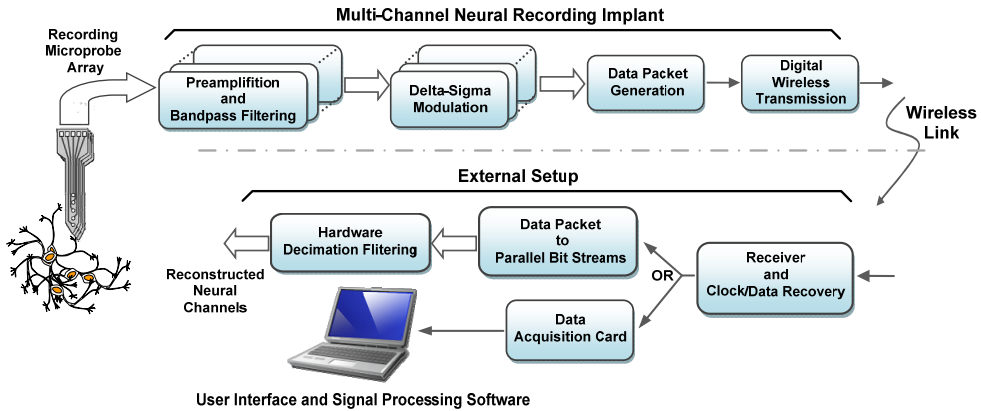 Multi-Channel Neural Recording Implant
Recording
Microprobe
Array
Preamplifition
and
Bandpass Filtering
Delta-Sigma
Modulation
Data Packet
Generation
Digital
Wireless
Transmission
Wireless
Link
External Setup
Hardware
Decimation Flitering
Data Packet
to
Parallel Bit Streams
OR
Receiver
and
Clock/Data Recovery
Reconstructed
Neural
Channels
Data
Acquisition Card
User Interface and Signal Processing Software